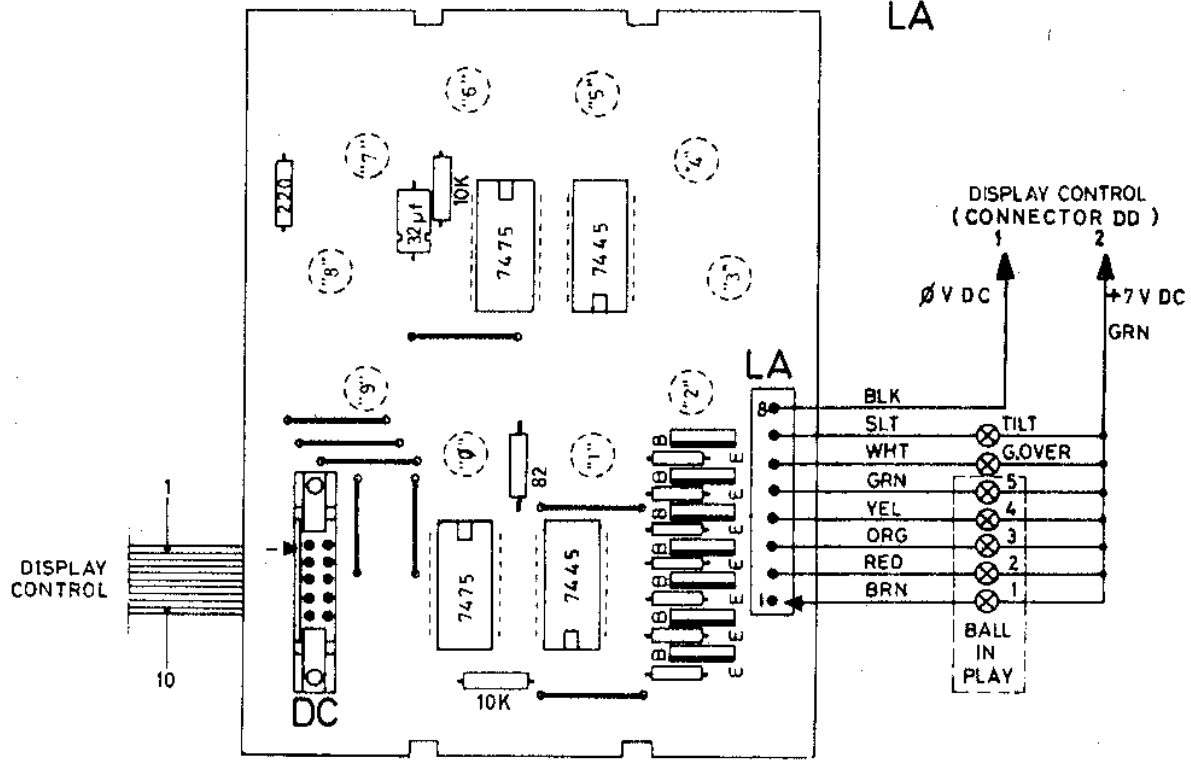 LA
"6"
"5"
"7"
"4"
220
10K
32µf
7475
7445
"8"
"3"
DISPLAY CONTROL
(CONNECTOR DD)
1
2
ØV DC
+7V DC
GRN
LA
"9"
"2"
8
BLK
SLT
TILT
WHT
G.OVER
GRN
5
YEL
4
ORG
3
RED
2
1
BRN
1
BALL
IN
PLAY
"Ø"
82
"1"
B
E
B
E
B
E
B
E
B
E
B
E
B
E
1
1
DISPLAY
CONTROL
10
7475
7445
10K
DC